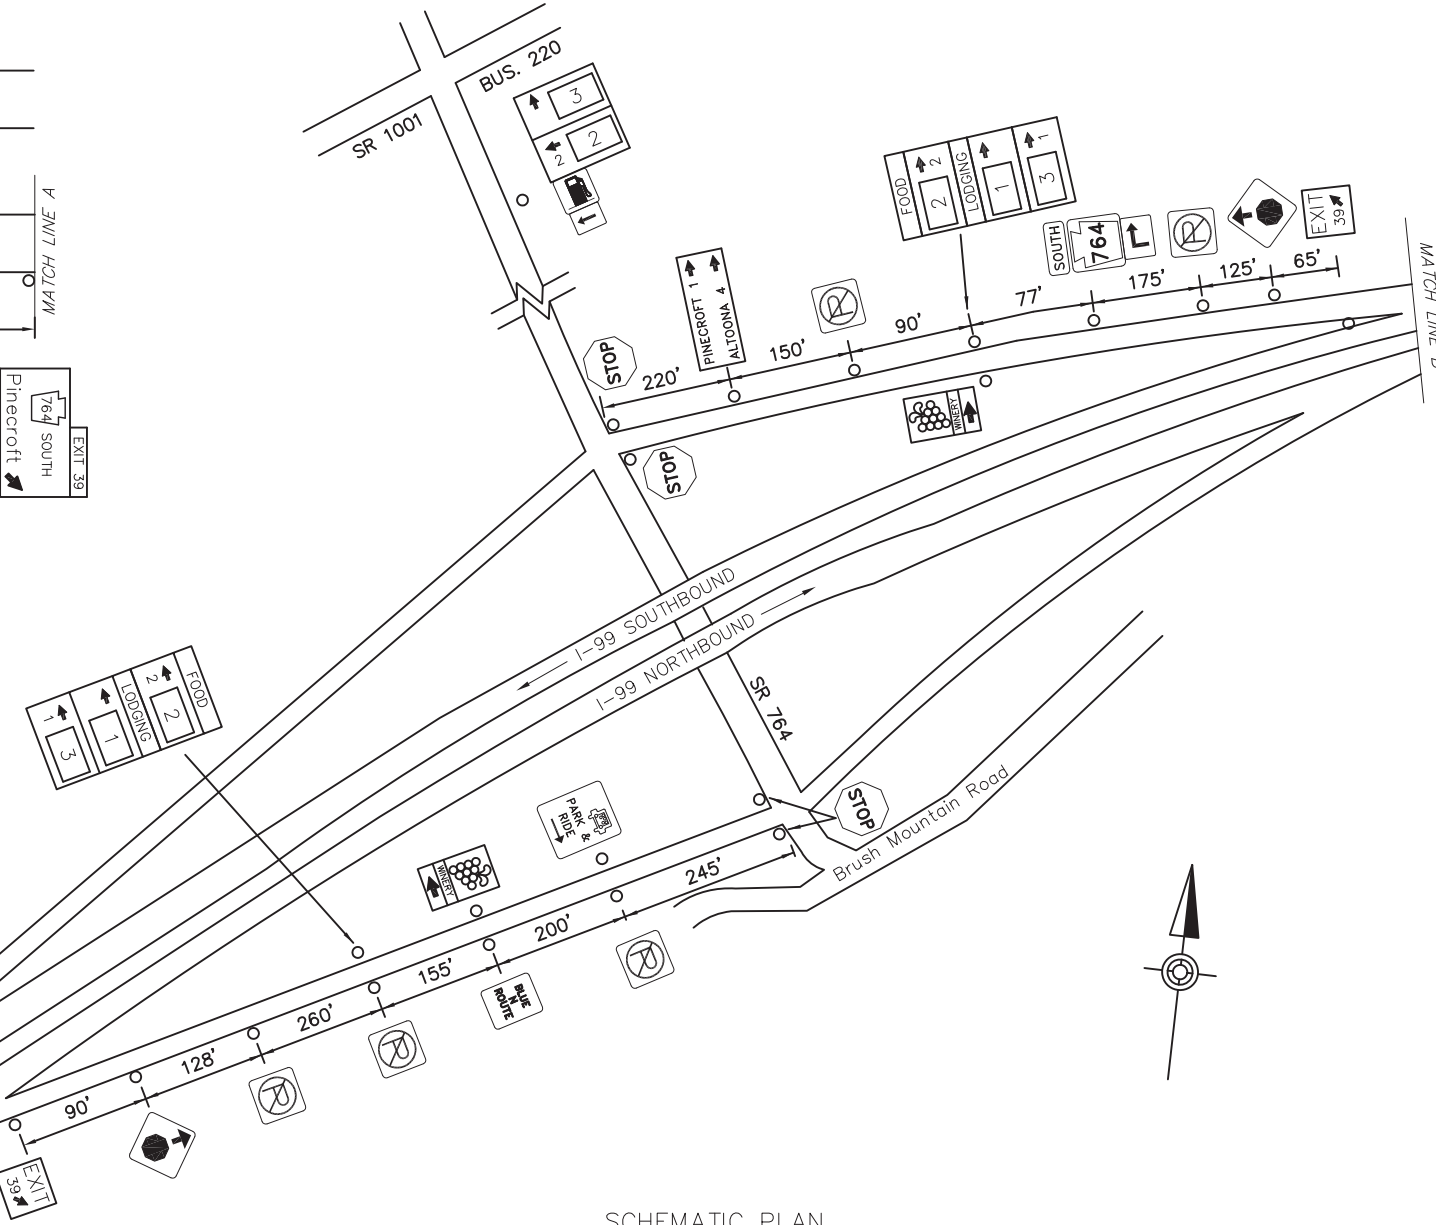 BUS. 220
SR 1001
3
2
2
MATCH LINE A
EXIT 39
764 SOUTH
Pinecroft
FOOD
2
2
LODGING
1
1
3
SOUTH
764
P
EXIT
39
65'
125'
175'
77'
90'
150'
220'
P
PINECROFT 1
ALTOONA 4
STOP
STOP
WINERY
MATCH LINE
I-99 SOUTHBOUND
I-99 NORTHBOUND
SR 764
FOOD
2
2
LODGING
1
1
3
STOP
Brush Mountain Road
PARK &
RIDE
WINERY
245'
200'
155'
260'
128'
90'
P
BLUE
N
ROUTE
P
P
EXIT
39
SCHEMATIC PLAN